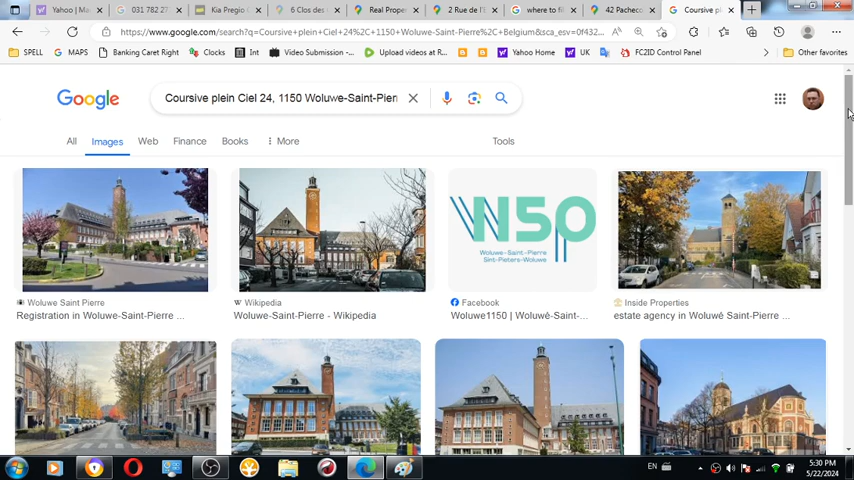 Yahoo | Ma
031 782 27
Kia Pregio C
6 Clos des
Real Proper
2 Rue de l'E
where to fi
42 Pacheco
Coursive pl
https://www.google.com/search?q=Coursive+plein+Ciel+24%2C+1150+Woluwe-Saint-Pierre%2C+Belgium&sca_esv=0f432...
SPELL
MAPS
Banking Caret Right
Clocks
Int
Video Submission -...
Upload videos at R...
Yahoo Home
UK
FC2ID Control Panel
Other favorites
Google
Coursive plein Ciel 24, 1150 Woluwe-Saint-Pierr
All Images Web Finance Books More Tools
W150
Woluwe-Saint-Pierre
Sint-Pieters-Woluwe
Woluwe Saint Pierre
Registration in Woluwe-Saint-Pierre ...
Wikipedia
Woluwe-Saint-Pierre - Wikipedia
Facebook
Woluwe1150 | Woluwé-Saint-...
Inside Properties
estate agency in Woluwé Saint-Pierre ...
EN
5:30 PM
5/22/2024